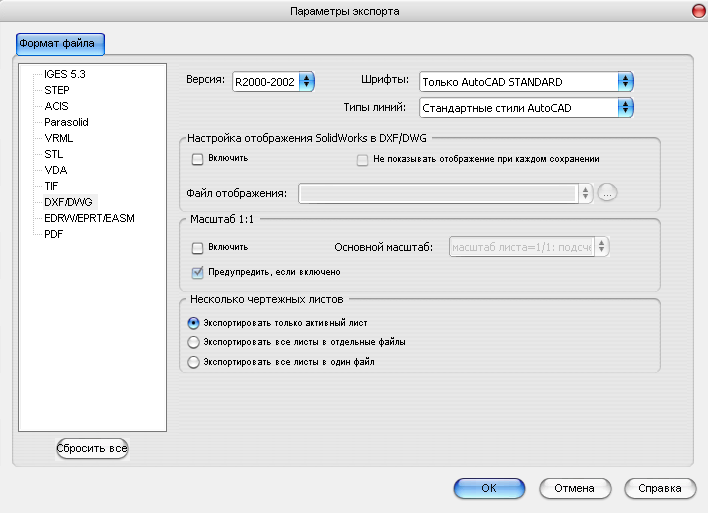 Параметры экспорта
Формат файла
IGES 5.3
STEP
ACIS
Parasolid
VRML
STL
VDA
TIF
DXF/DWG
EDRW/EPRT/EASM
PDF
Сбросить все
Версия: R2000-2002 Шрифты: Только AutoCAD STANDARD
Типы линий: Стандартные стили AutoCAD
Настройка отображения SolidWorks в DXF/DWG
Включить Не показывать отображение при каждом сохранении
Файл отображения: ...
Масштаб 1:1
Включить Основной масштаб: масштаб листа=1/1: подсче
Предупредить, если включено
Несколько чертежных листов
Экспортировать только активный лист
Экспортировать все листы в отдельные файлы
Экспортировать все листы в один файл
OK Отмена Справка